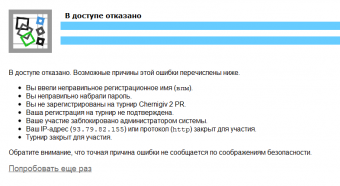 В доступе отказано
В доступе отказано. Возможные причины этой ошибки перечислены ниже.
Вы ввели неправильное регистрационное имя (влм).
Вы неправильно набрали пароль.
Вы не зарегистрированы на турнир Chernigiv 2 PR.
Ваша регистрация на турнир не подтверждена.
Ваше участие заблокировано администратором системы.
Ваш IP-адрес (93.79.82.155) или протокол (http) закрыт для участия.
Турнир закрыт для участия.
Обратите внимание, что точная причина ошибки не сообщается по соображениям безопасности.
Попробовать еще раз